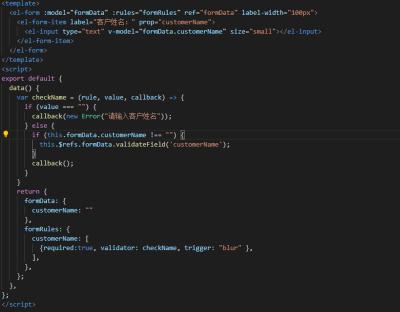 <template>
  <el-form :model="formData" :rules="formRules" ref="formData" label-width="100px">
    <el-form-item label="客户姓名：" prop="customerName">
      <el-input type="text" v-model="formData.customerName" size="small"></el-input>
    </el-form-item>
  </el-form>
</template>
<script>
export default {
  data() {
    var checkName = (rule, value, callback) => {
      if (value === "") {
        callback(new Error("请输入客户姓名"));
      } else {
        if (this.formData.customerName !== "") {
          this.$refs.formData.validateField('customerName');
        }
        callback();
      }
    }
    return {
      formData: {
        customerName: ""
      },
      formRules: {
        customerName: [
          {required:true, validator: checkName, trigger: "blur" },
        ],
      },
    };
  },
};
</script>